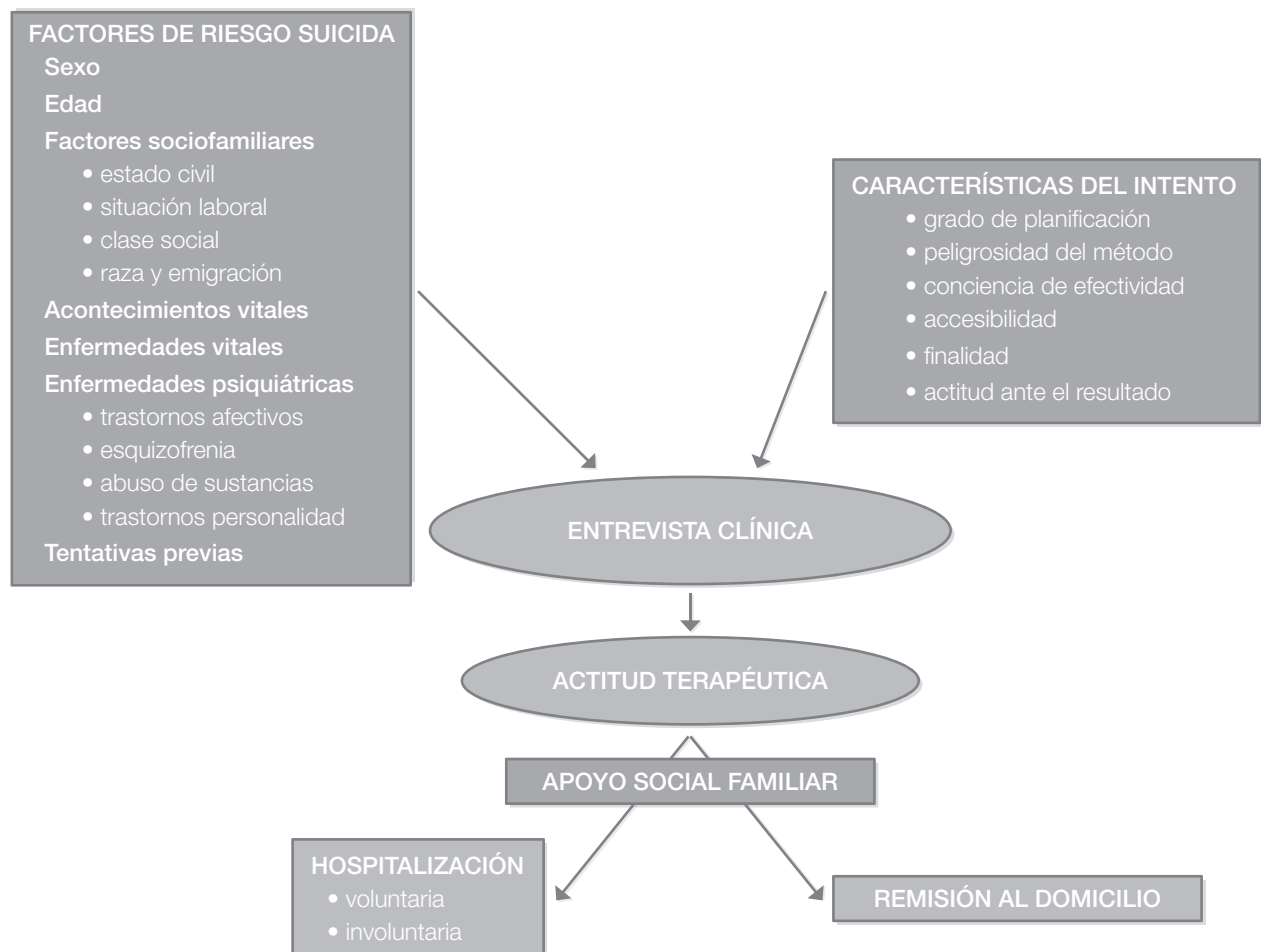 FACTORES DE RIESGO SUICIDA
Sexo
Edad
Factores sociofamiliares
• estado civil
• situación laboral
• clase social
• raza y emigración
Acontecimientos vitales
Enfermedades vitales
Enfermedades psiquiátricas
• trastornos afectivos
• esquizofrenia
• abuso de sustancias
• trastornos personalidad
Tentativas previas
CARACTERÍSTICAS DEL INTENTO
• grado de planificación
• peligrosidad del método
• conciencia de efectividad
• accesibilidad
• finalidad
• actitud ante el resultado
ENTREVISTA CLÍNICA
ACTITUD TERAPÉUTICA
APOYO SOCIAL FAMILIAR
HOSPITALIZACIÓN
• voluntaria
• involuntaria
REMISIÓN AL DOMICILIO